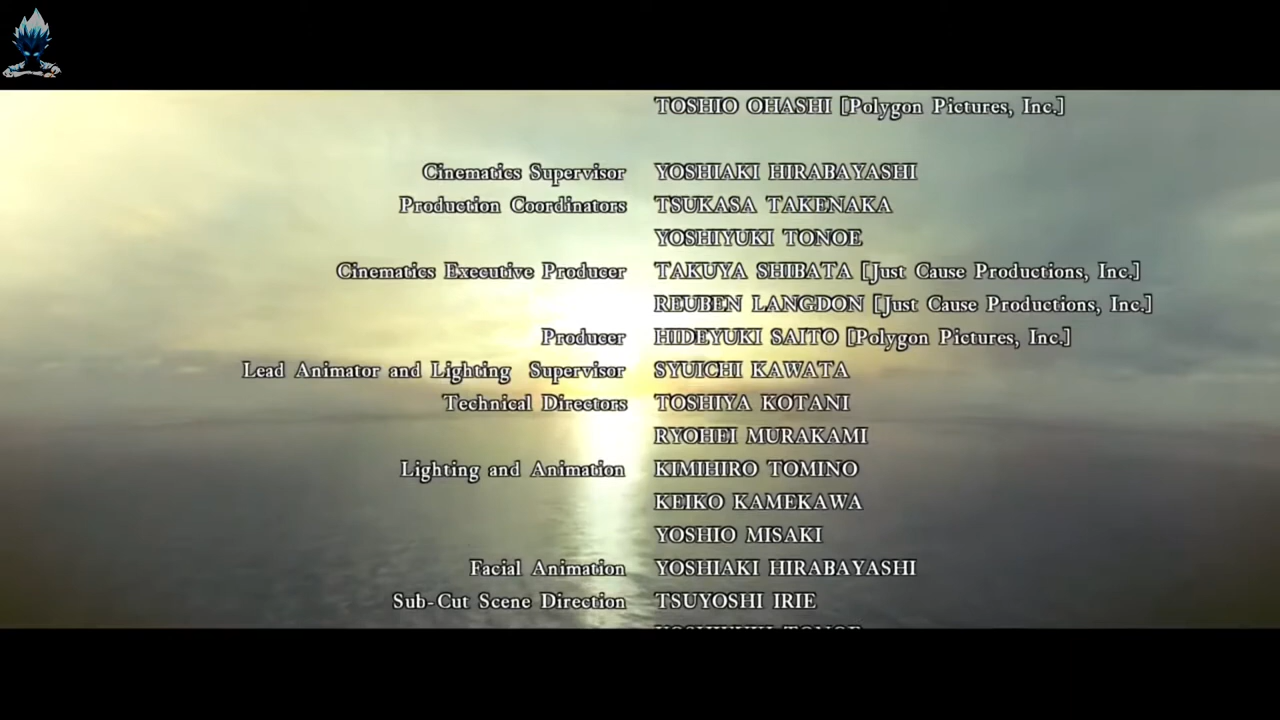 TOSHIO OHASHI [Polygon Pictures, Inc.]
Cinematics Supervisor YOSHIAKI HIRABAYASHI
Production Coordinators TSUKASA TAKENAKA
YOSHIYUKI TONOE
Cinematics Executive Producer TAKUYA SHIBATA [Just Cause Productions, Inc.]
REUBEN LANGDON [Just Cause Productions, Inc.]
Producer HIDEYUKI SAITO [Polygon Pictures, Inc.]
Lead Animator and Lighting Supervisor SYUICHI KAWATA
Technical Directors TOSHIYA KOTANI
RYOHEI MURAKAMI
Lighting and Animation KIMIHIRO TOMINO
KEIKO KAMEKAWA
YOSHIO MISAKI
Facial Animation YOSHIAKI HIRABAYASHI
Sub-Cut Scene Direction TSUYOSHI IRIE